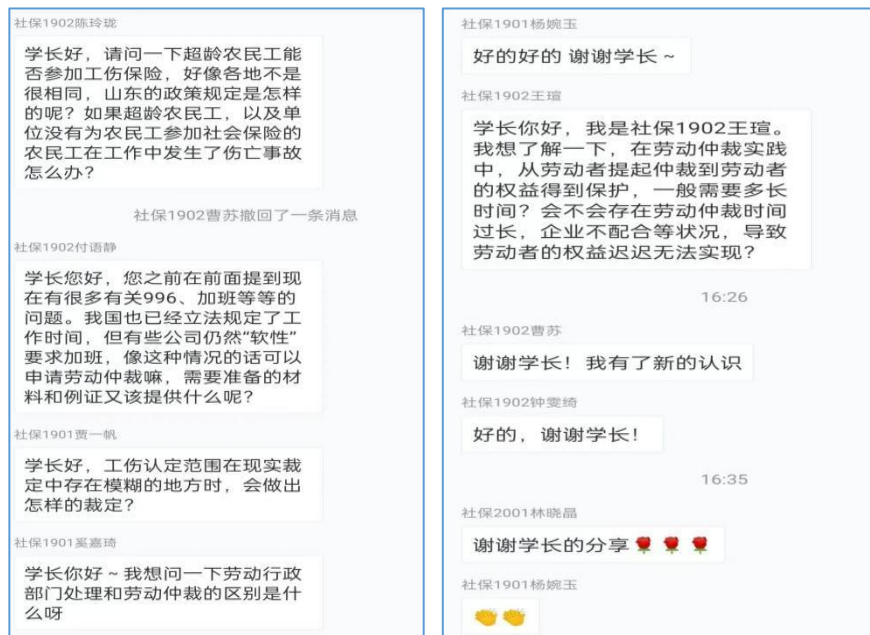 社保1902陈玲珑
学长好，请问一下超龄农民工能
否参加工伤保险，好像各地不是
很相同，山东的政策规定是怎样
的呢？如果超龄农民工，以及单
位没有为农民工参加社会保险的
农民工在工作中发生了伤亡事故
怎么办？
社保1902曹苏撤回了一条消息
社保1902付语静
学长您好，您之前在前面提到现
在有很多有关996、加班等等的
问题。我国也已经立法规定了工
作时间，但有些公司仍然“软性”
要求加班，像这种情况的话可以
申请劳动仲裁嘛，需要准备的材
料和例证又该提供什么呢？
社保1901贾一帆
学长好，工伤认定范围在现实裁
定中存在模糊的地方时，会做出
怎样的裁定？
社保1901奚嘉琦
学长你好～我想问一下劳动行政
部门处理和劳动仲裁的区别是什
么呀
社保1901杨婉玉
好的好的 谢谢学长～
社保1902王瑄
学长你好，我是社保1902王瑄。
我想了解一下，在劳动仲裁实践
中，从劳动者提起仲裁到劳动者
的权益得到保护，一般需要多长
时间？会不会存在劳动仲裁时间
过长，企业不配合等状况，导致
劳动者的权益迟迟无法实现？
16:26
社保1902曹苏
谢谢学长！我有了新的认识
社保1902钟雯绮
好的，谢谢学长！
16:35
社保2001林晓晶
谢谢学长的分享🌹🌹🌹
社保1901杨婉玉
👏👏